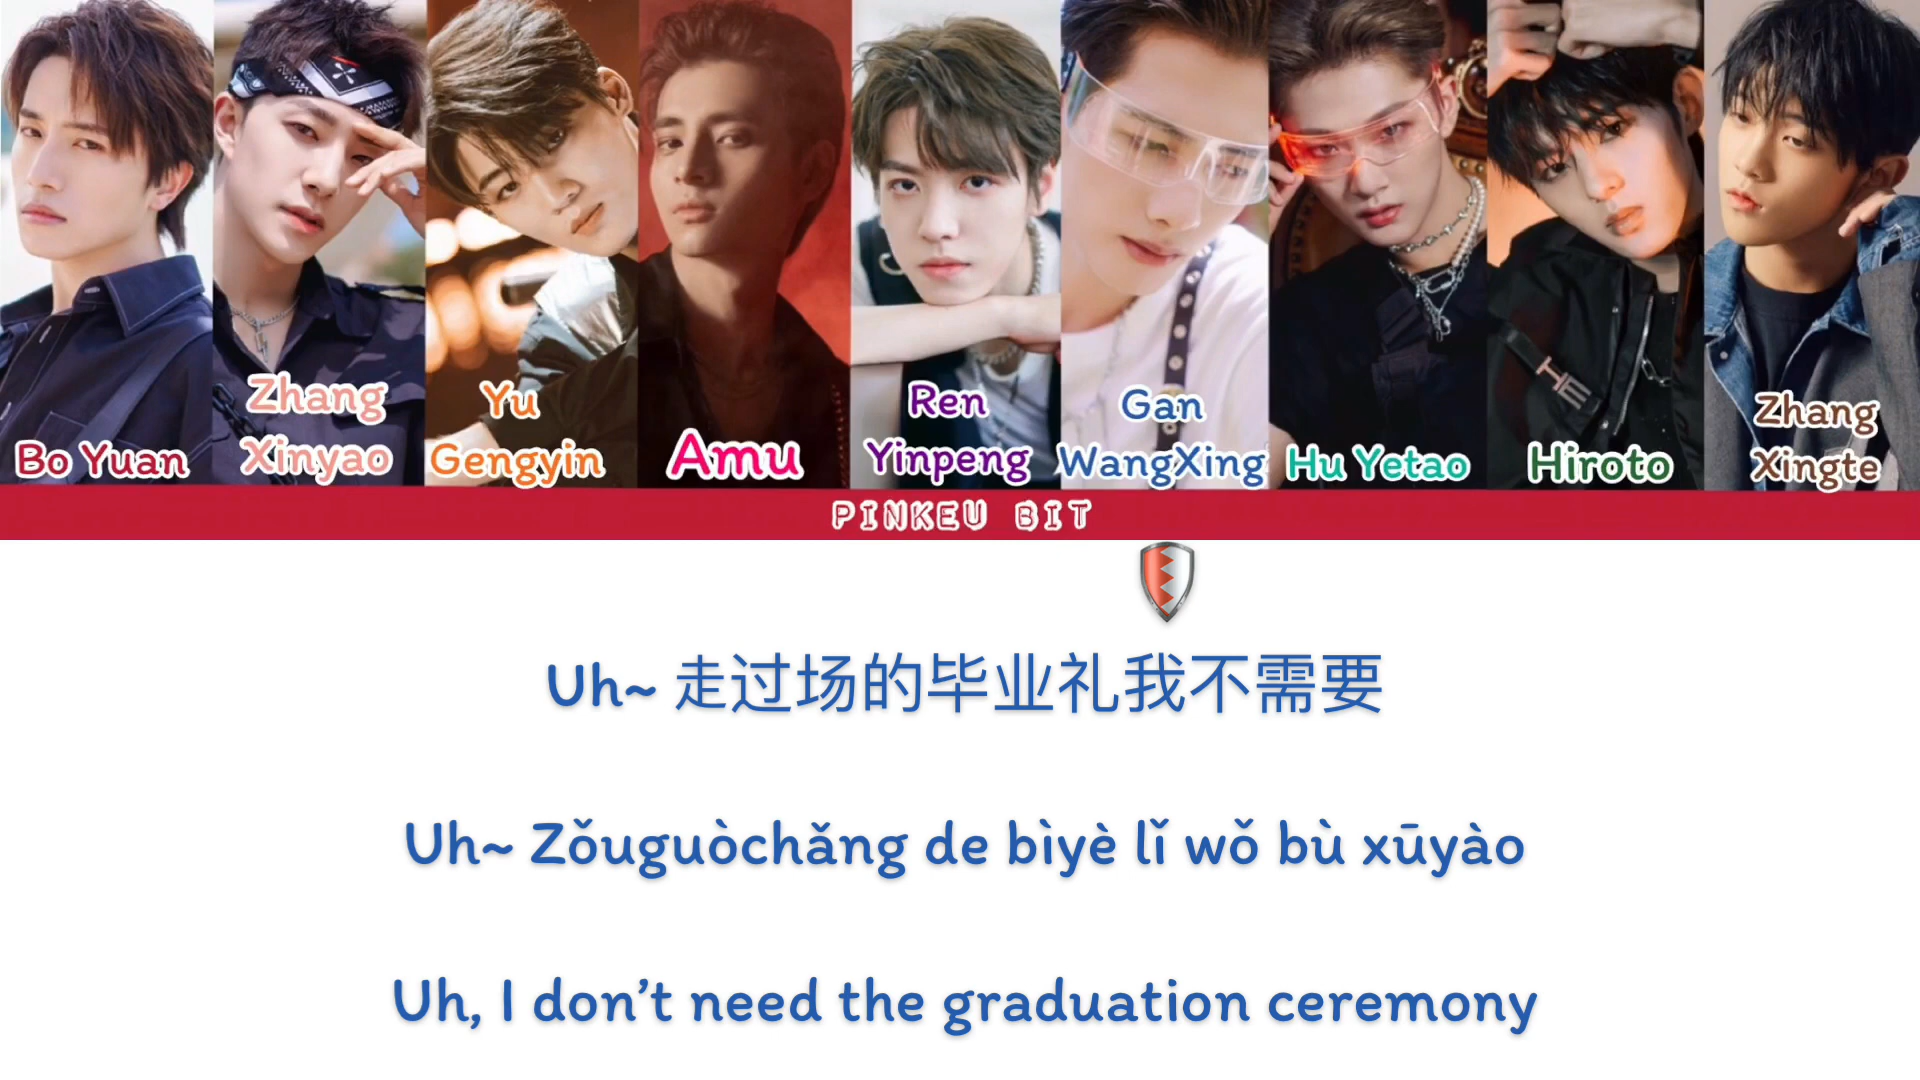 Bo Yuan
Zhang
Xinyao
Yu
Gengyin
Amu
Ren
Yinpeng
Gan
WangXing
Hu Yetao
Hiroto
Zhang
Xingte
PINKEU BIT
Uh~ 走过场的毕业礼我不需要
Uh~ Zǒuguòchǎng de bìyè lǐ wǒ bù xūyào
Uh, I don’t need the graduation ceremony